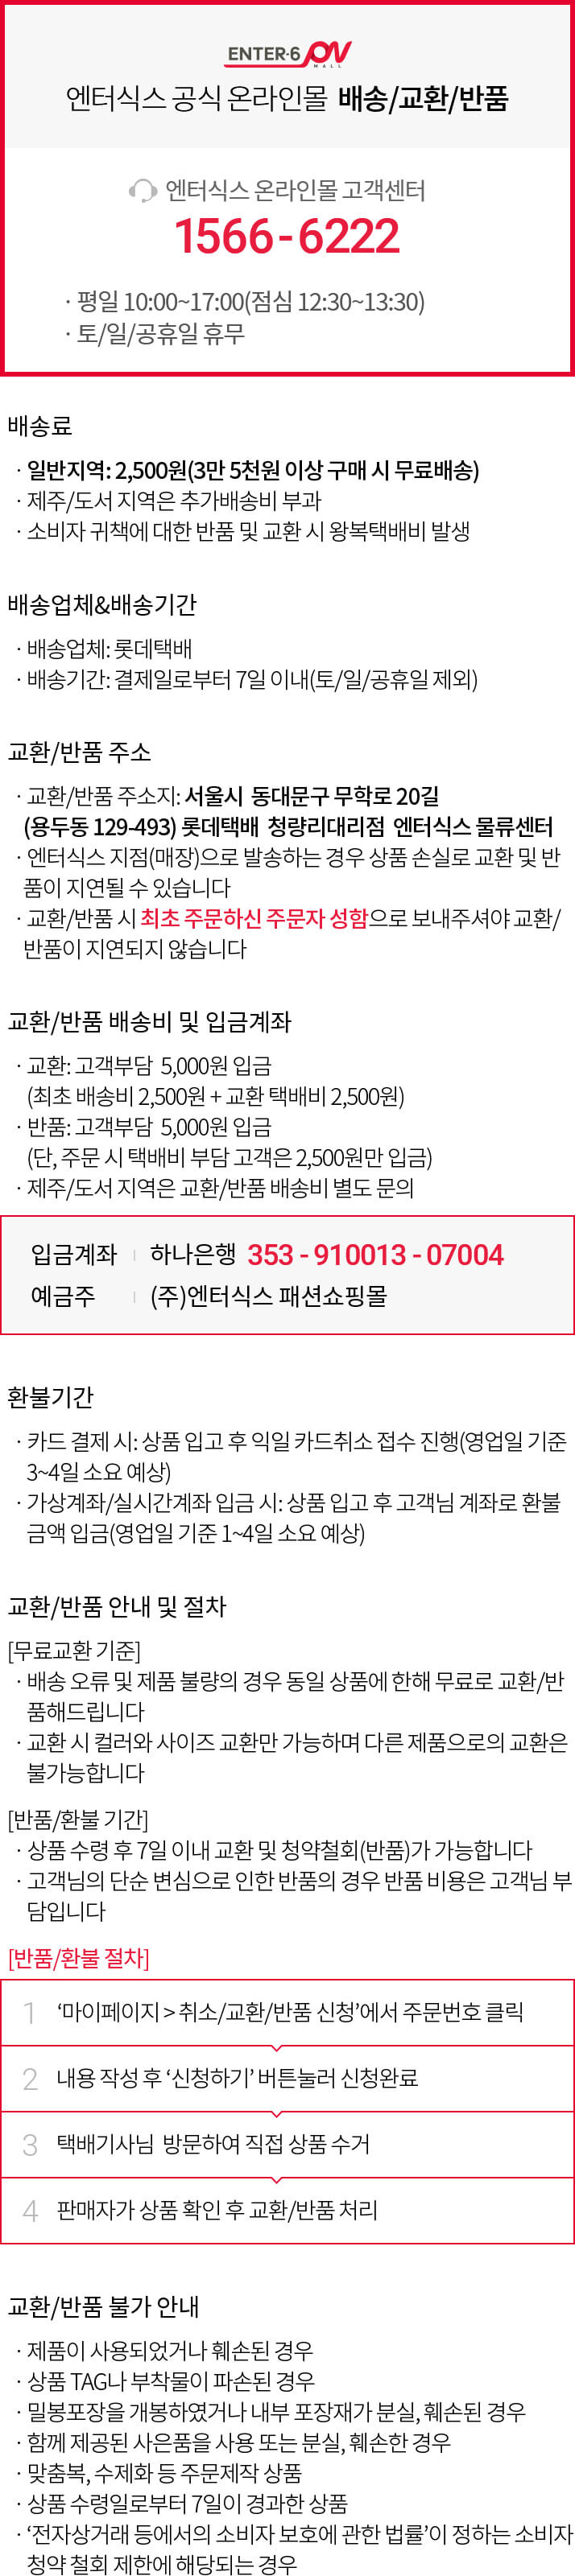 ENTER·6 ON
MALL
엔터식스 공식 온라인몰 배송/교환/반품
엔터식스 온라인몰 고객센터
1566-6222
· 평일 10:00~17:00(점심 12:30~13:30)
· 토/일/공휴일 휴무
배송료
· 일반지역: 2,500원(3만 5천원 이상 구매 시 무료배송)
· 제주/도서 지역은 추가배송비 부과
· 소비자 귀책에 대한 반품 및 교환 시 왕복택배비 발생
배송업체&배송기간
· 배송업체: 롯데택배
· 배송기간: 결제일로부터 7일 이내(토/일/공휴일 제외)
교환/반품 주소
· 교환/반품 주소지: 서울시 동대문구 무학로 20길
(용두동 129-493) 롯데택배 청량리대리점 엔터식스 물류센터
· 엔터식스 지점(매장)으로 발송하는 경우 상품 손실로 교환 및 반
품이 지연될 수 있습니다
· 교환/반품 시 최초 주문하신 주문자 성함으로 보내주셔야 교환/
반품이 지연되지 않습니다
교환/반품 배송비 및 입금계좌
· 교환: 고객부담 5,000원 입금
(최초 배송비 2,500원 + 교환 택배비 2,500원)
· 반품: 고객부담 5,000원 입금
(단, 주문 시 택배비 부담 고객은 2,500원만 입금)
· 제주/도서 지역은 교환/반품 배송비 별도 문의
입금계좌 하나은행 353 - 910013 - 07004
예금주 (주)엔터식스 패션쇼핑몰
환불기간
· 카드 결제 시: 상품 입고 후 익일 카드취소 접수 진행(영업일 기준
3~4일 소요 예상)
· 가상계좌/실시간계좌 입금 시: 상품 입고 후 고객님 계좌로 환불
금액 입금(영업일 기준 1~4일 소요 예상)
교환/반품 안내 및 절차
[무료교환 기준]
· 배송 오류 및 제품 불량의 경우 동일 상품에 한해 무료로 교환/반
품해드립니다
· 교환 시 컬러와 사이즈 교환만 가능하며 다른 제품으로의 교환은
불가능합니다
[반품/환불 기간]
· 상품 수령 후 7일 이내 교환 및 청약철회(반품)가 가능합니다
· 고객님의 단순 변심으로 인한 반품의 경우 반품 비용은 고객님 부
담입니다
[반품/환불 절차]
1 ‘마이페이지 > 취소/교환/반품 신청’에서 주문번호 클릭
2 내용 작성 후 ‘신청하기’ 버튼눌러 신청완료
3 택배기사님 방문하여 직접 상품 수거
4 판매자가 상품 확인 후 교환/반품 처리
교환/반품 불가 안내
· 제품이 사용되었거나 훼손된 경우
· 상품 TAG나 부착물이 파손된 경우
· 밀봉포장을 개봉하였거나 내부 포장재가 분실, 훼손된 경우
· 함께 제공된 사은품을 사용 또는 분실, 훼손한 경우
· 맞춤복, 수제화 등 주문제작 상품
· 상품 수령일로부터 7일이 경과한 상품
· ‘전자상거래 등에서의 소비자 보호에 관한 법률’이 정하는 소비자
청약 철회 제한에 해당되는 경우